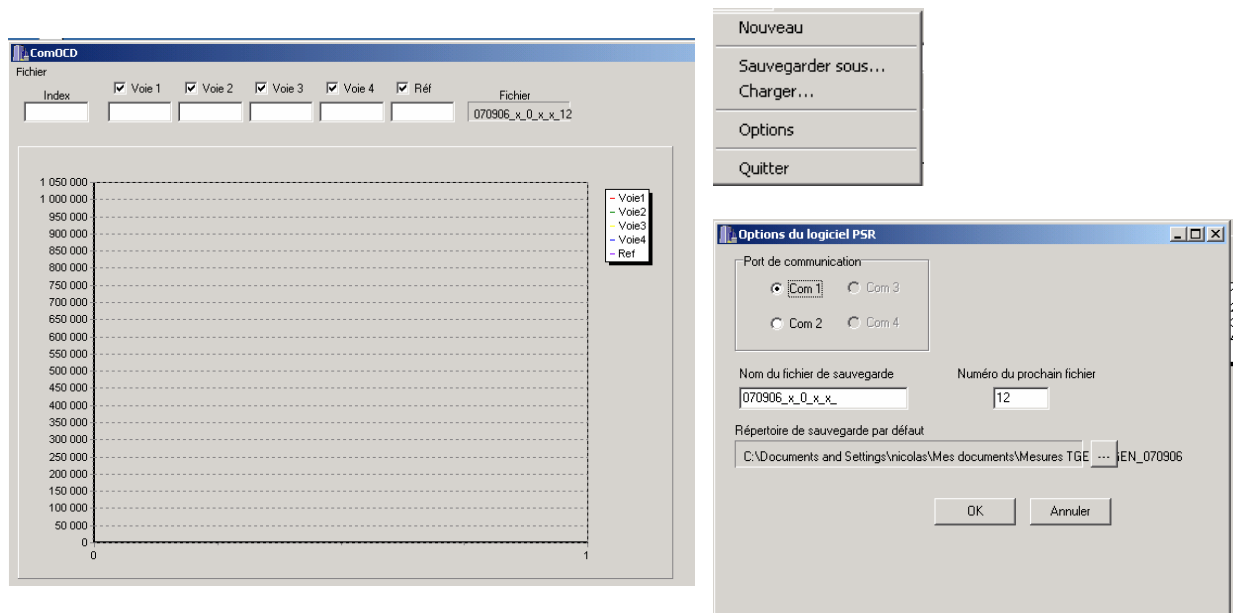 ComOCD
Fichier
Index
Voie 1 Voie 2 Voie 3 Voie 4 Réf
Fichier
070906_x_0_x_x_12
1 050 000
1 000 000
950 000
900 000
850 000
800 000
750 000
700 000
650 000
600 000
550 000
500 000
450 000
400 000
350 000
300 000
250 000
200 000
150 000
100 000
50 000
0
0 1
Voie1
Voie2
Voie3
Voie4
Ref
Nouveau
Sauvegarder sous...
Charger...
Options
Quitter
Options du logiciel PSR
Port de communication
Com 1 Com 3
Com 2 Com 4
Nom du fichier de sauvegarde Numéro du prochain fichier
070906_x_0_x_x_ 12
Répertoire de sauvegarde par défaut
C:\Documents and Settings\nicolas\Mes documents\Mesures TGE ... EN_070906
OK Annuler